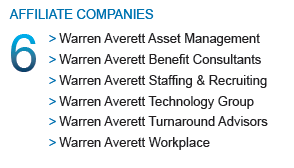 AFFILIATE COMPANIES
6
> Warren Averett Asset Management
> Warren Averett Benefit Consultants
> Warren Averett Staffing & Recruiting
> Warren Averett Technology Group
> Warren Averett Turnaround Advisors
> Warren Averett Workplace